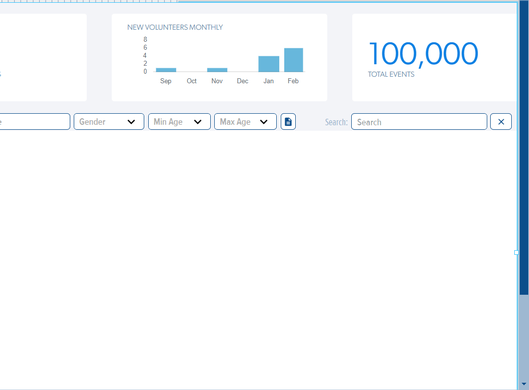 NEW VOLUNTEERS MONTHLY
8
6
4
2
0
Sep Oct Nov Dec Jan Feb
100,000
TOTAL EVENTS
Gender
Min Age
Max Age
Search:
Search